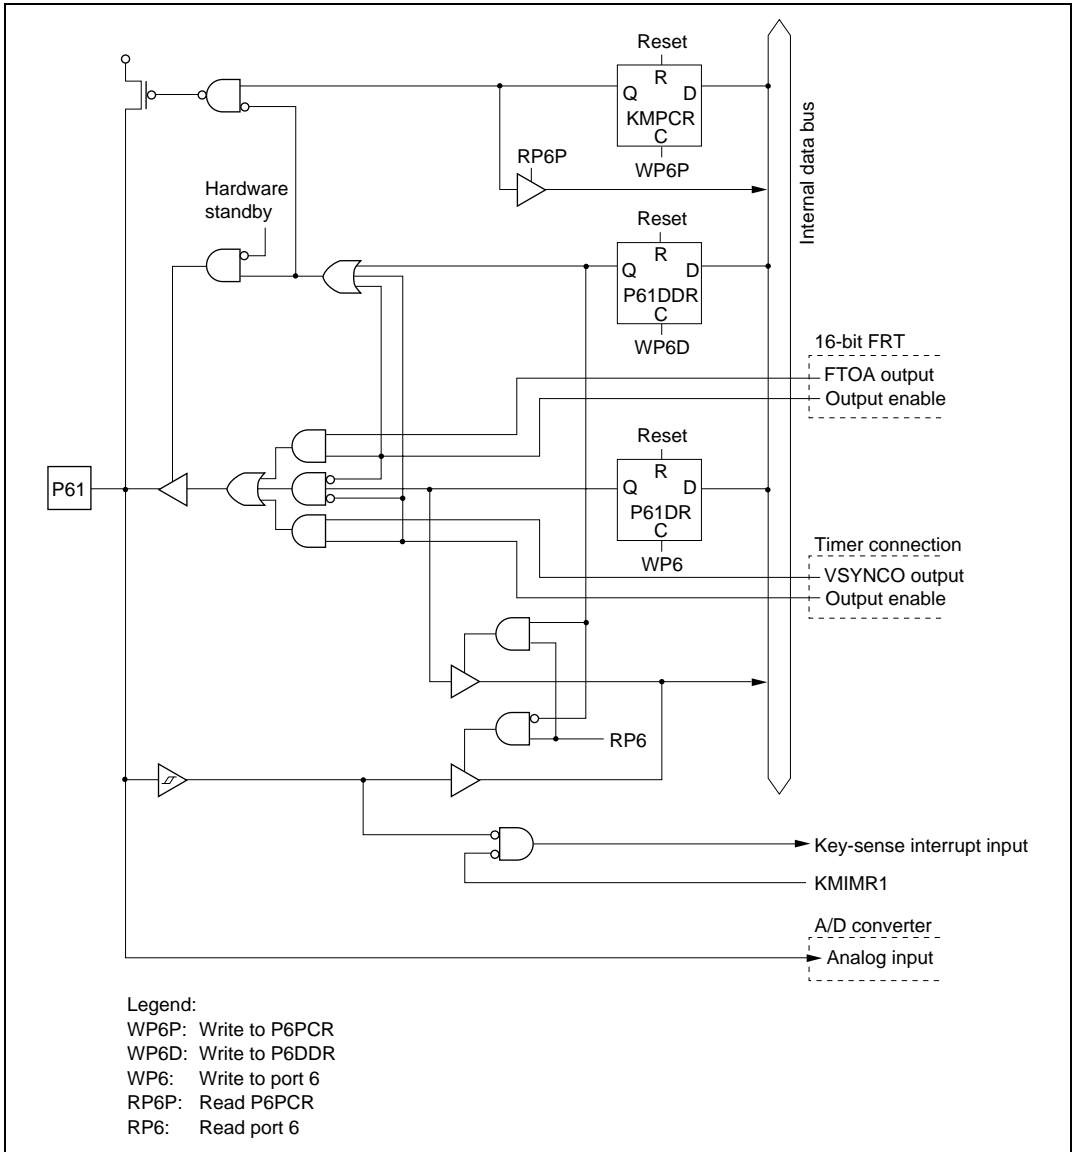 Reset
R
Q D
KMPCR
C
WP6P
RP6P
Hardware
standby
Internal data bus
Reset
R
Q D
P61DDR
C
WP6D
16-bit FRT
FTOA output
Output enable
Reset
R
Q D
P61DR
C
WP6
P61
Timer connection
VSYNCO output
Output enable
RP6
Key-sense interrupt input
KMIMR1
A/D converter
Analog input
Legend:
WP6P: Write to P6PCR
WP6D: Write to P6DDR
WP6: Write to port 6
RP6P: Read P6PCR
RP6: Read port 6